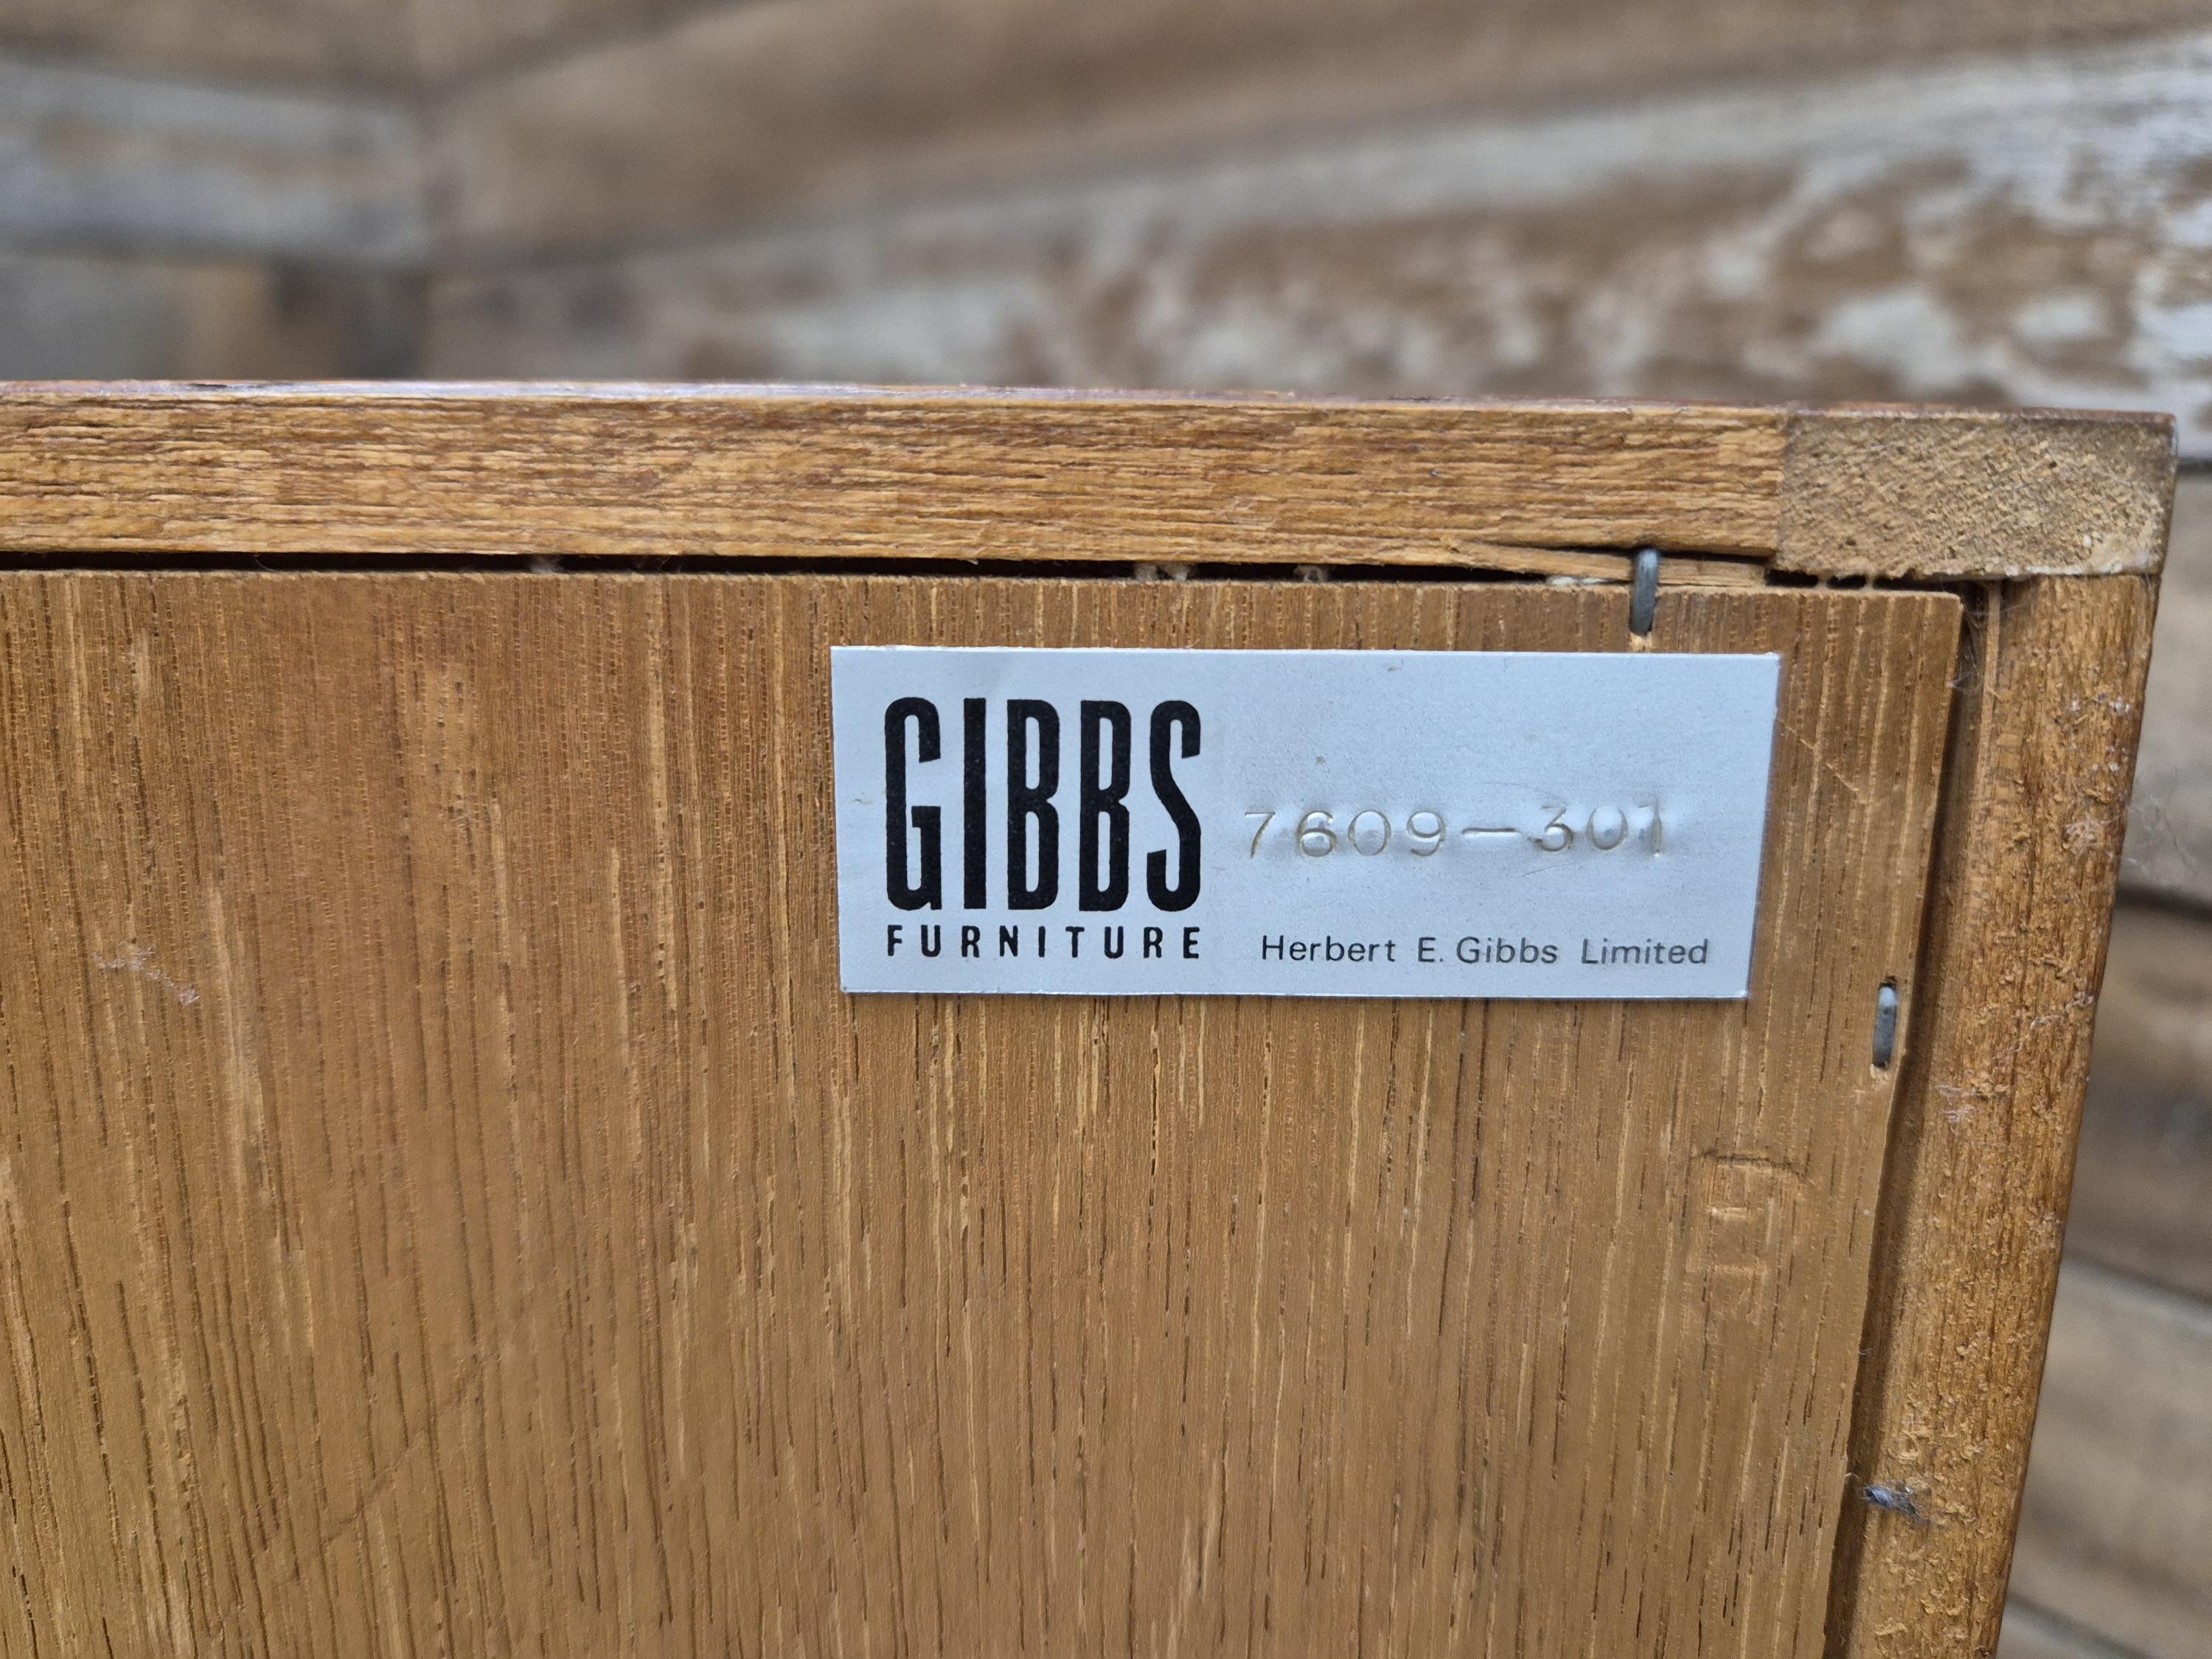 GIBBS
FURNITURE
7609-301
Herbert E. Gibbs Limited